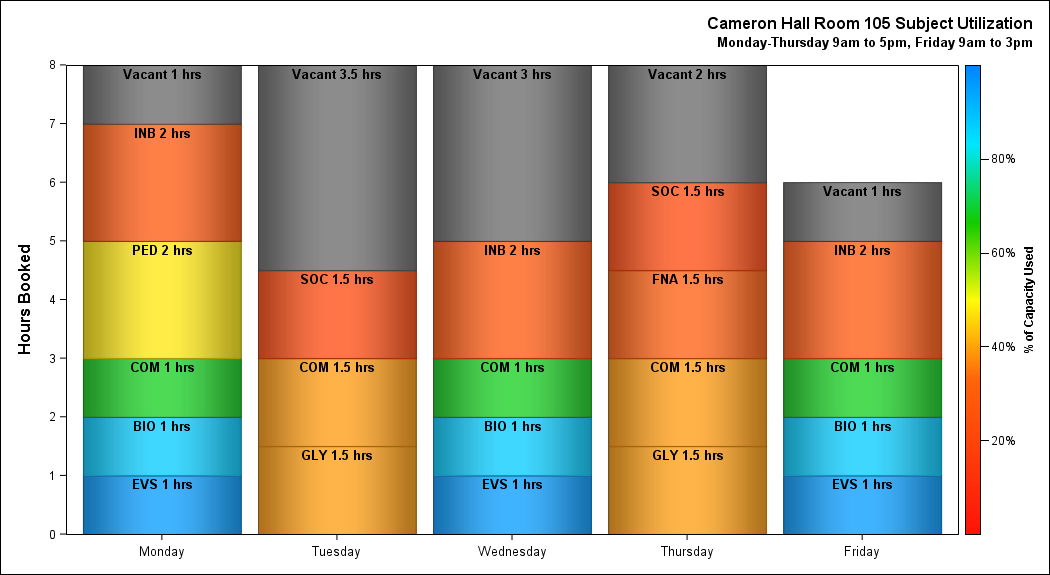 Cameron Hall Room 105 Subject Utilization
Monday-Thursday 9am to 5pm, Friday 9am to 3pm
Hours Booked
8
7
6
5
4
3
2
1
0
Vacant 1 hrs
INB 2 hrs
PED 2 hrs
COM 1 hrs
BIO 1 hrs
EVS 1 hrs
Monday
Vacant 3.5 hrs
SOC 1.5 hrs
COM 1.5 hrs
GLY 1.5 hrs
Tuesday
Vacant 3 hrs
INB 2 hrs
COM 1 hrs
BIO 1 hrs
EVS 1 hrs
Wednesday
Vacant 2 hrs
SOC 1.5 hrs
FNA 1.5 hrs
COM 1.5 hrs
GLY 1.5 hrs
Thursday
Vacant 1 hrs
INB 2 hrs
COM 1 hrs
BIO 1 hrs
EVS 1 hrs
Friday
80%
60%
40%
20%
% of Capacity Used